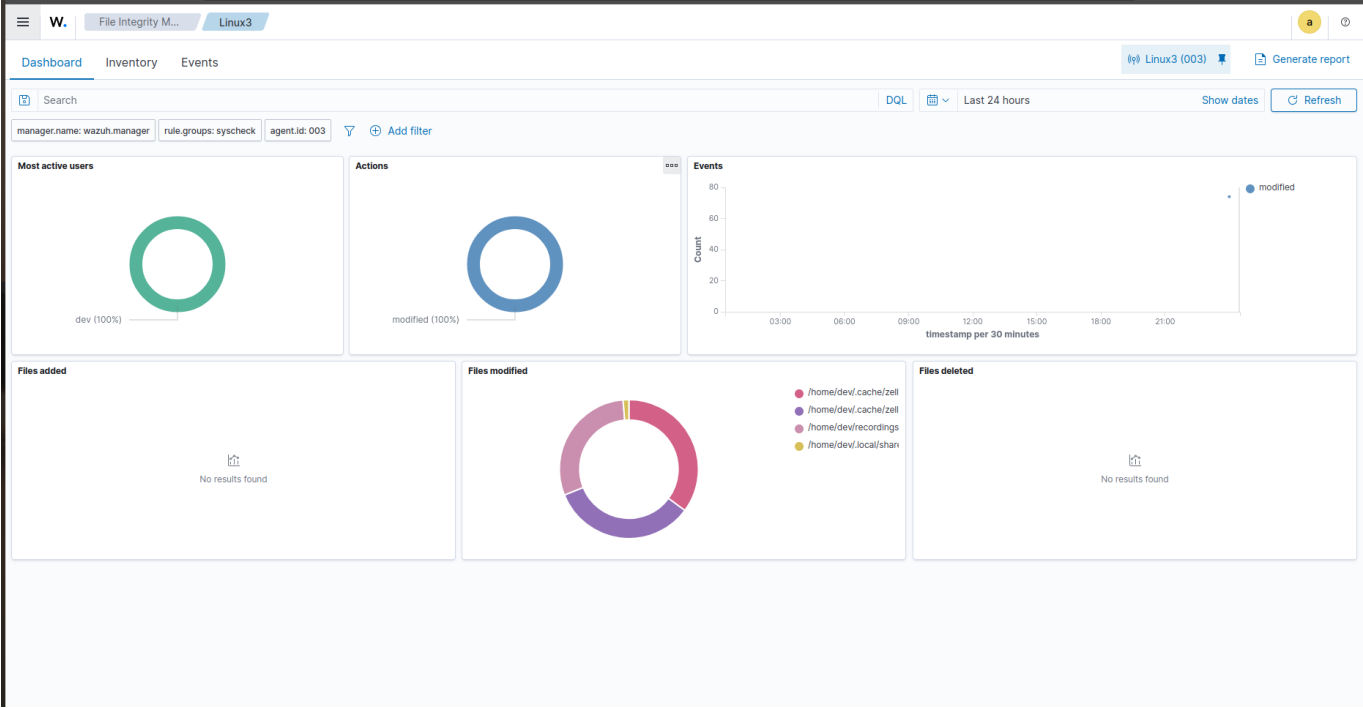 W. File Integrity M... Linux3 a
Dashboard Inventory Events Linux3 (003) Generate report
Search DQL Last 24 hours Show dates Refresh
manager.name: wazuh.manager rule.groups: syscheck agent.id: 003 Add filter
Most active users
dev (100%)
Actions
modified (100%)
Events
80
60
40
20
0
Count
03:00 06:00 09:00 12:00 15:00 18:00 21:00
timestamp per 30 minutes
modified
Files added
No results found
Files modified
/home/dev/.cache/zell
/home/dev/.cache/zell
/home/dev/recordings
/home/dev/.local/share
Files deleted
No results found